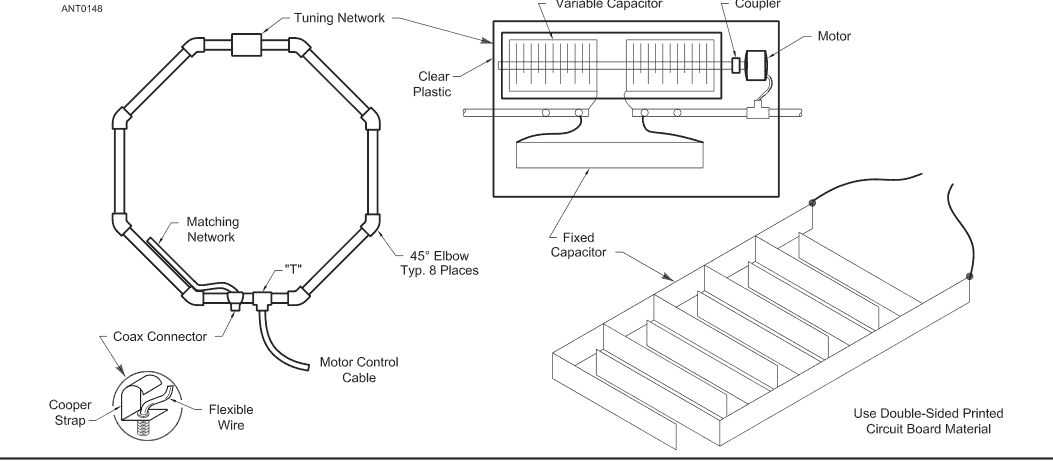 ANT0148
Tuning Network
Variable Capacitor
Coupler
Motor
Clear
Plastic
Matching
Network
45° Elbow
Typ. 8 Places
"T"
Fixed
Capacitor
Coax Connector
Motor Control
Cable
Cooper
Strap
Flexible
Wire
Use Double-Sided Printed
Circuit Board Material